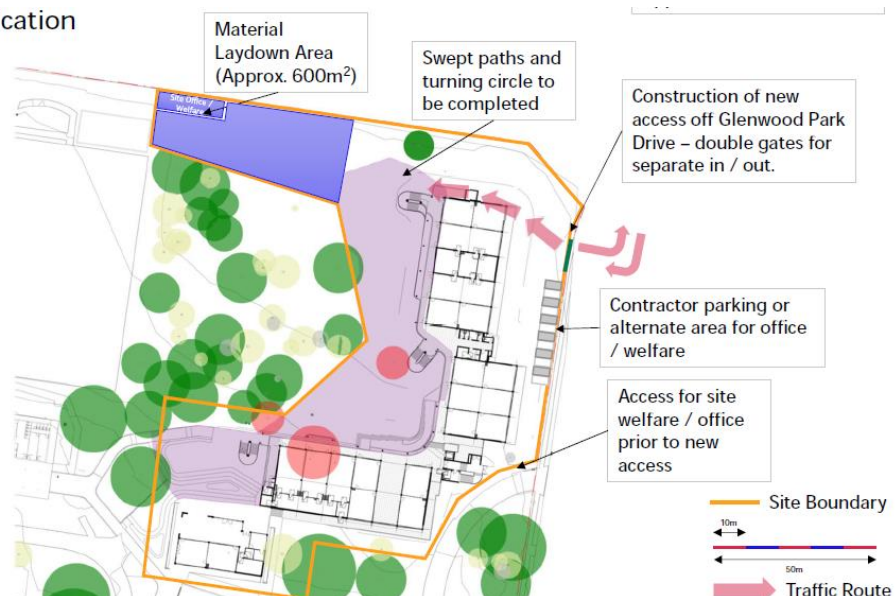 cation
Material
Laydown Area
(Approx. 600m²)
Site Office /
Welfare
Swept paths and
turning circle to
be completed
Construction of new
access off Glenwood Park
Drive – double gates for
separate in / out.
Contractor parking or
alternate area for office
/ welfare
Access for site
welfare / office
prior to new
access
Site Boundary
10m
50m
Traffic Route